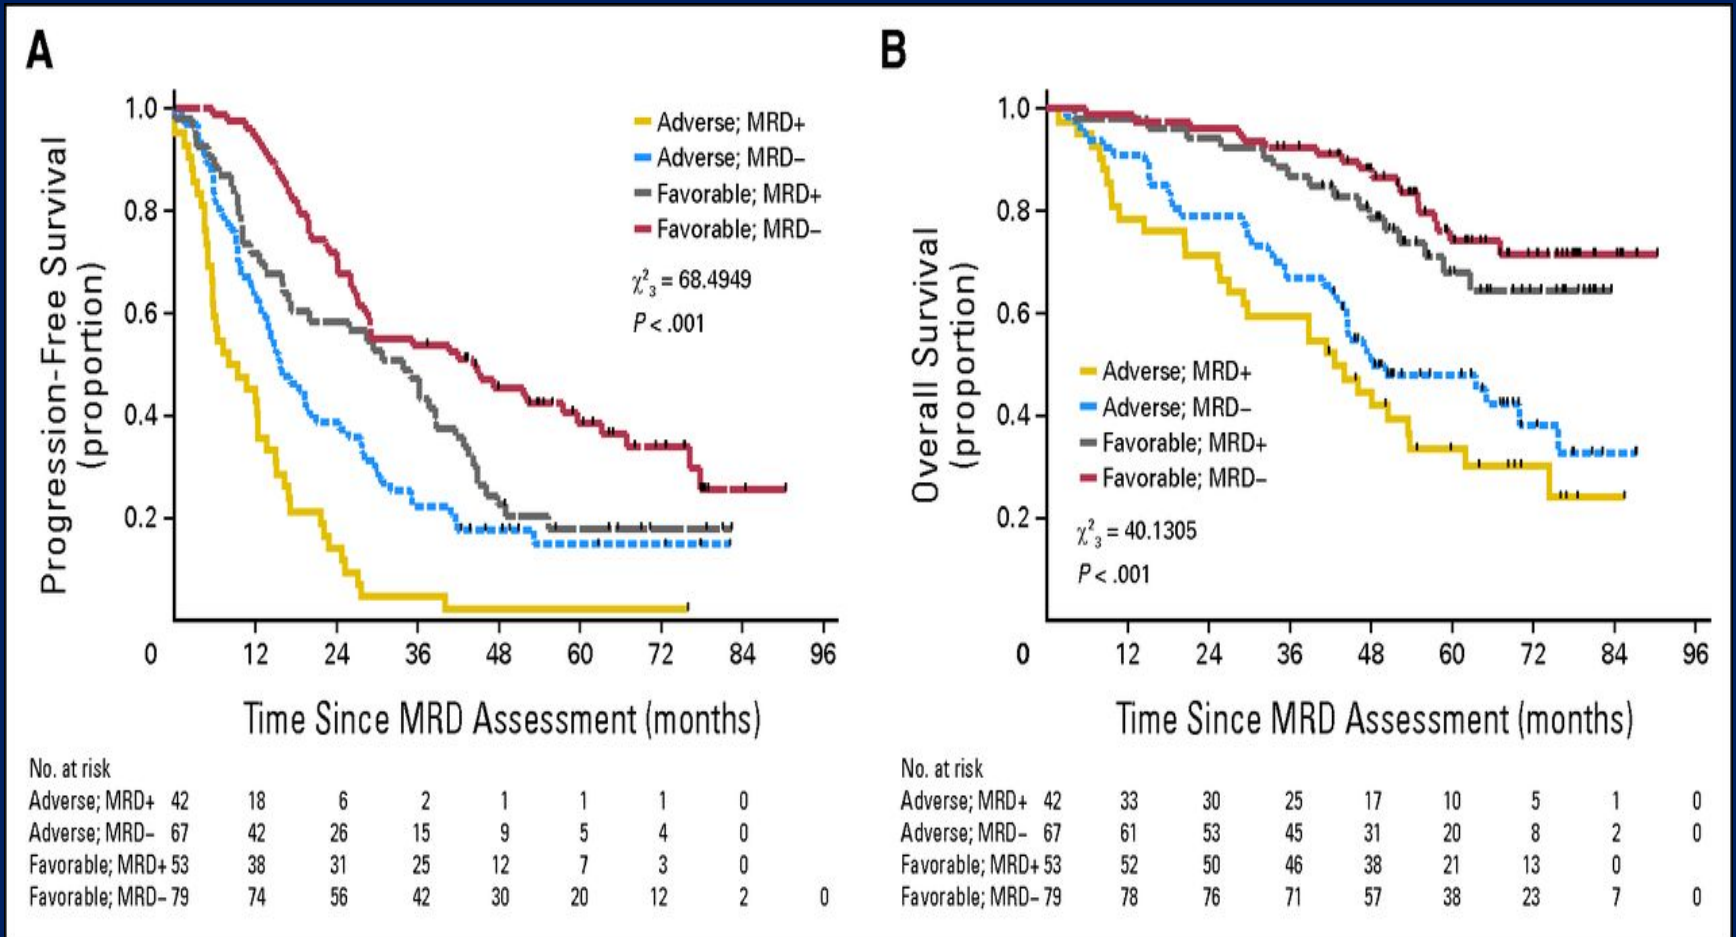 A
Progression-Free Survival
(proportion)
1.0
0.8
0.6
0.4
0.2
Adverse; MRD+
Adverse; MRD–
Favorable; MRD+
Favorable; MRD–
χ²₃ = 68.4949
P < .001
0 12 24 36 48 60 72 84 96
Time Since MRD Assessment (months)
No. at risk
Adverse; MRD+ 42 18 6 2 1 1 1 0
Adverse; MRD– 67 42 26 15 9 5 4 0
Favorable; MRD+ 53 38 31 25 12 7 3 0
Favorable; MRD– 79 74 56 42 30 20 12 2 0
B
Overall Survival
(proportion)
1.0
0.8
0.6
0.4
0.2
Adverse; MRD+
Adverse; MRD–
Favorable; MRD+
Favorable; MRD–
χ²₃ = 40.1305
P < .001
0 12 24 36 48 60 72 84 96
Time Since MRD Assessment (months)
No. at risk
Adverse; MRD+ 42 33 30 25 17 10 5 1 0
Adverse; MRD– 67 61 53 45 31 20 8 2 0
Favorable; MRD+ 53 52 50 46 38 21 13 0
Favorable; MRD– 79 78 76 71 57 38 23 7 0